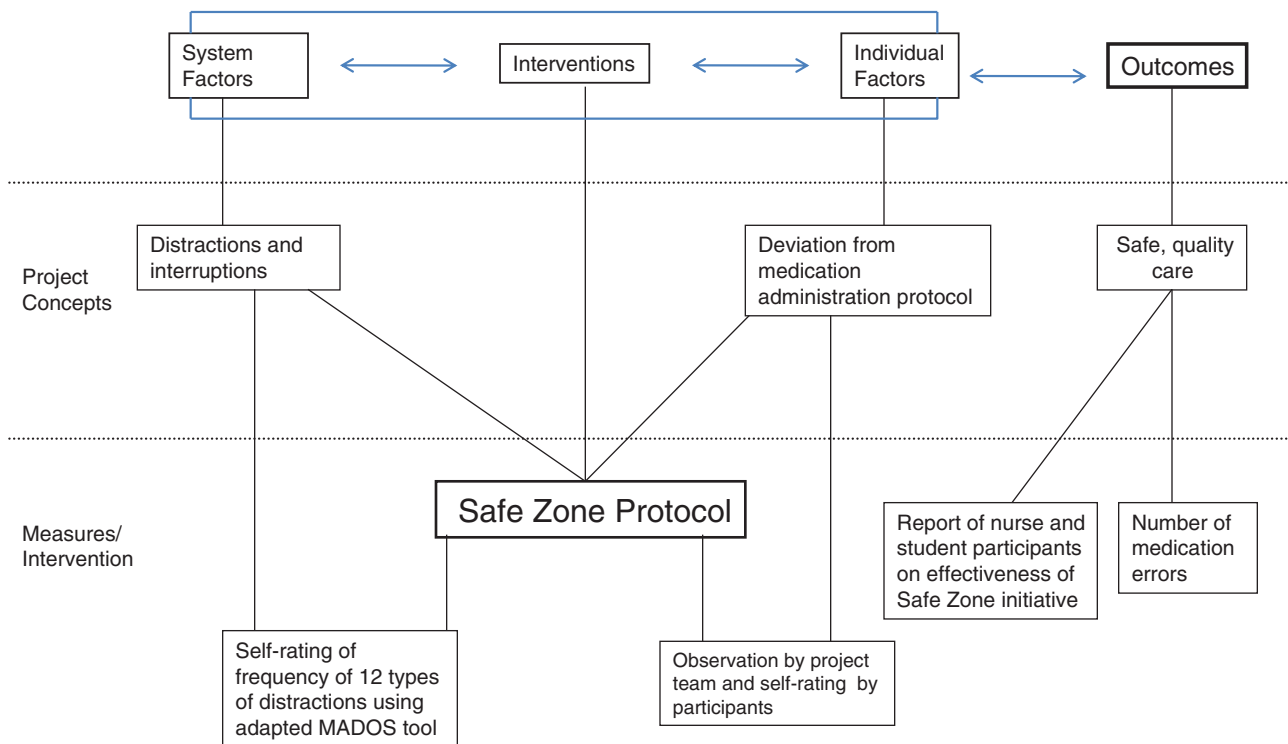 System
Factors
Interventions
Individual
Factors
Outcomes
Project
Concepts
Distractions and
interruptions
Deviation from
medication
administration protocol
Safe, quality
care
Measures/
Intervention
Safe Zone Protocol
Report of nurse and
student participants
on effectiveness of
Safe Zone initiative
Number of
medication
errors
Self-rating of
frequency of 12 types
of distractions using
adapted MADOS tool
Observation by project
team and self-rating by
participants